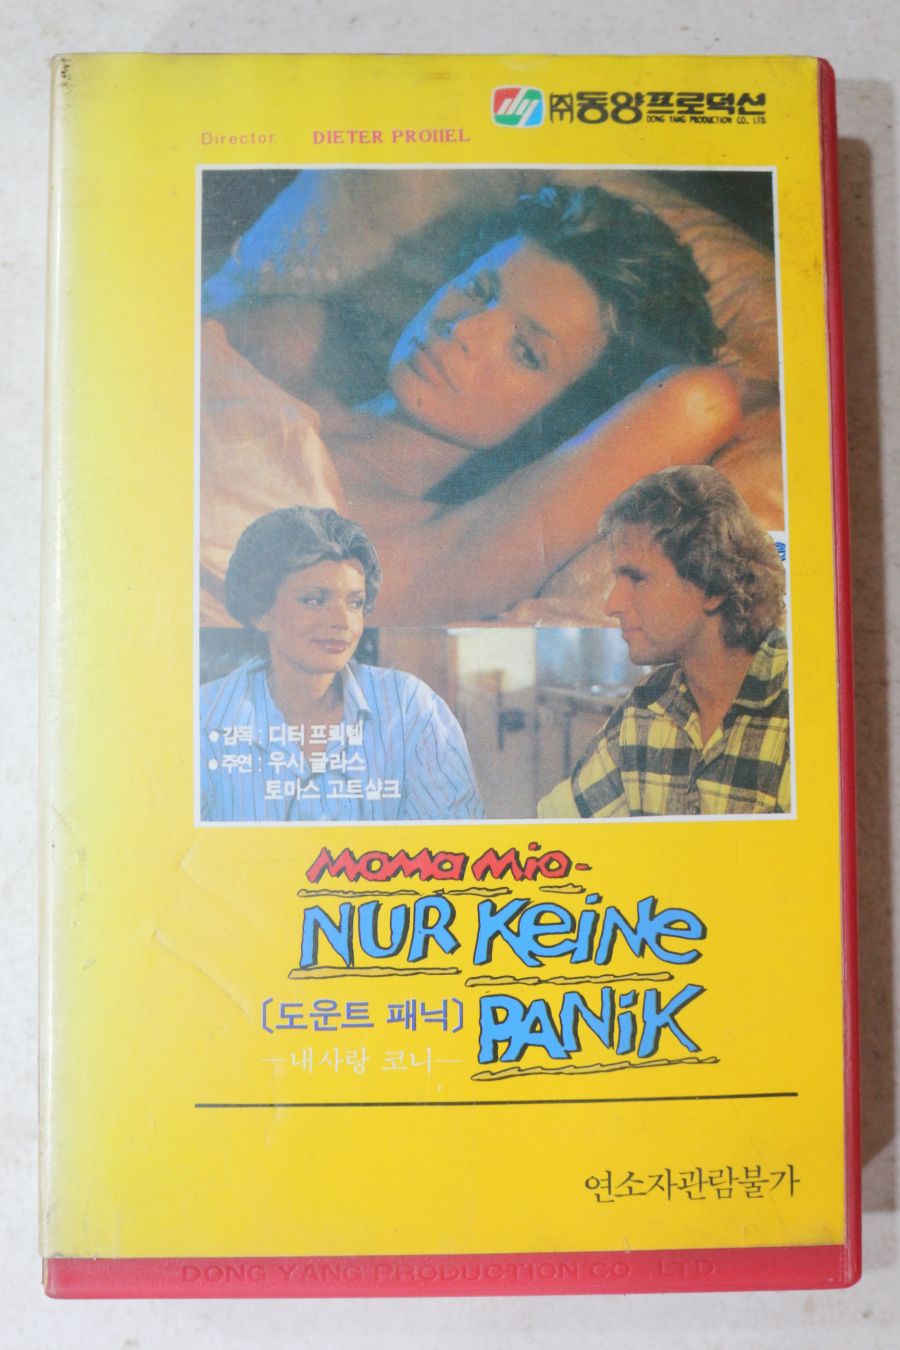 ㈜동양프로덕션
DONG YANG PRODUCTION CO., LTD.
Director DIETER PROHEL
•감독 : 디터 프뢰텔
•주연 : 우시 글라스
토마스 고트샬크
MaMa Mio-
NUR KeiNe
PANiK
[도운트 패닉]
—내사랑 코니—
연소자관람불가
DONG YANG PRODUCTION CO., LTD